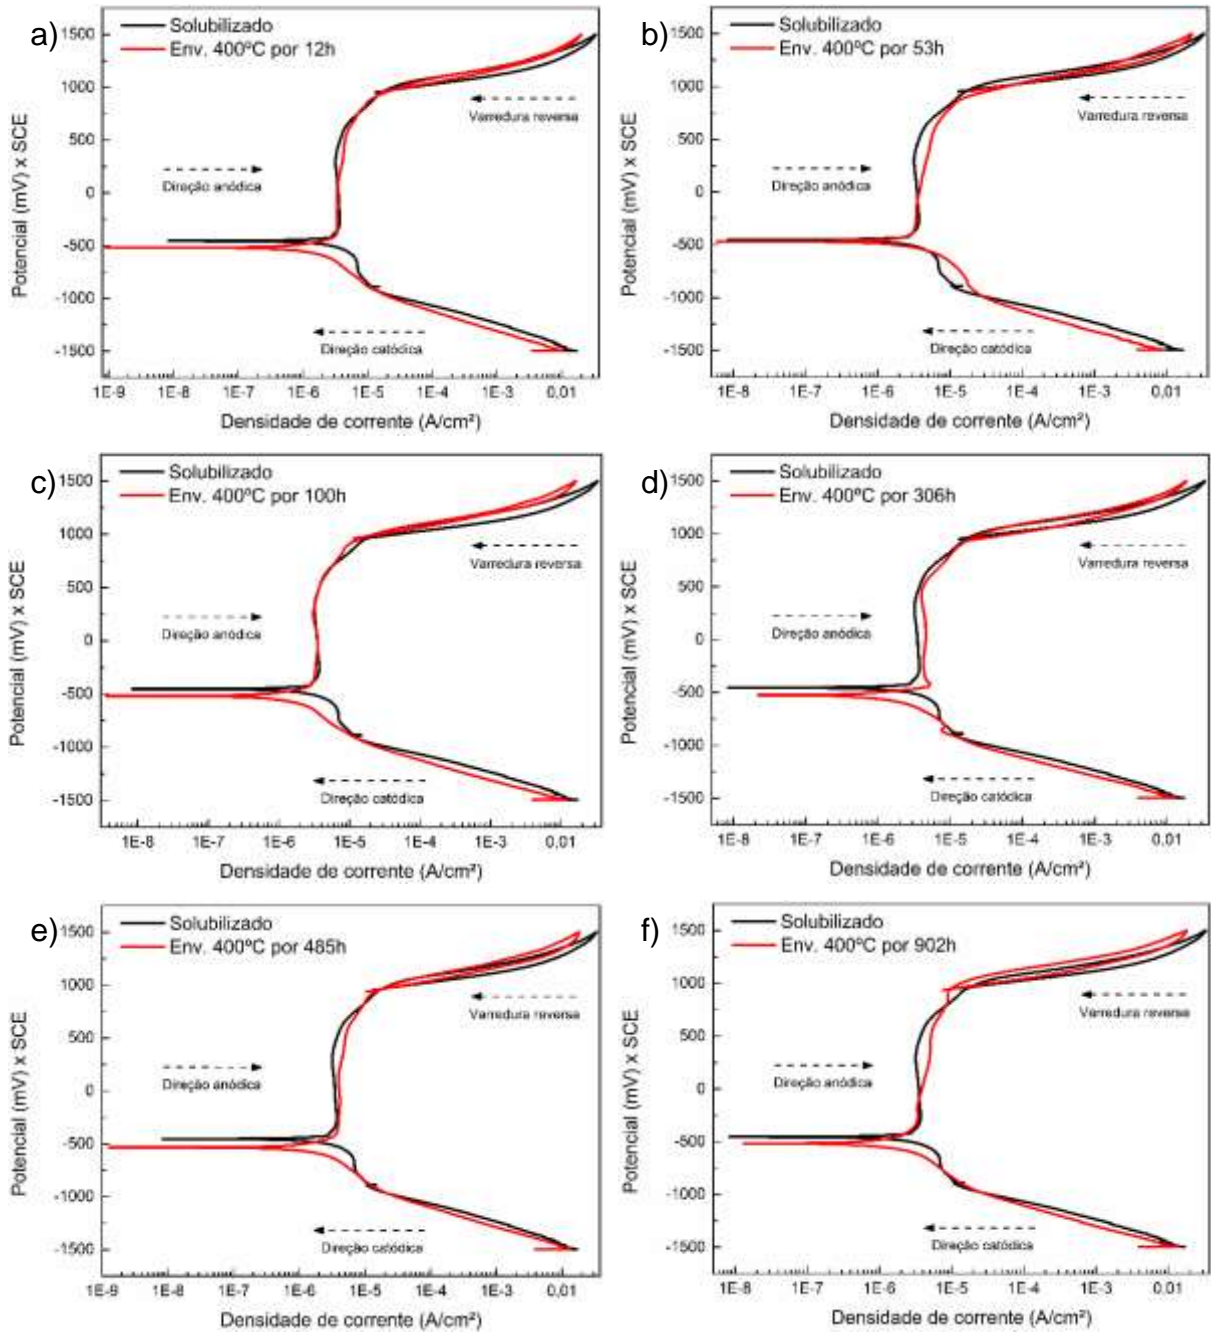 a)
Solubilizado
Env. 400ºC por 12h
1500
1000
500
0
-500
-1000
-1500
Varredura reversa
Direção anódica
Direção catódica
1E-9 1E-8 1E-7 1E-6 1E-5 1E-4 1E-3 0,01
Potencial (mV) x SCE
Densidade de corrente (A/cm²)
b)
Solubilizado
Env. 400ºC por 53h
1500
1000
500
0
-500
-1000
-1500
Varredura reversa
Direção anódica
Direção catódica
1E-8 1E-7 1E-6 1E-5 1E-4 1E-3 0,01
Potencial (mV) x SCE
Densidade de corrente (A/cm²)
c)
Solubilizado
Env. 400ºC por 100h
1500
1000
500
0
-500
-1000
-1500
Varredura reversa
Direção anódica
Direção catódica
1E-8 1E-7 1E-6 1E-5 1E-4 1E-3 0,01
Potencial (mV) x SCE
Densidade de corrente (A/cm²)
d)
Solubilizado
Env. 400ºC por 306h
1500
1000
500
0
-500
-1000
-1500
Varredura reversa
Direção anódica
Direção catódica
1E-8 1E-7 1E-6 1E-5 1E-4 1E-3 0,01
Potencial (mV) x SCE
Densidade de corrente (A/cm²)
e)
Solubilizado
Env. 400ºC por 485h
1500
1000
500
0
-500
-1000
-1500
Varredura reversa
Direção anódica
Direção catódica
1E-9 1E-8 1E-7 1E-6 1E-5 1E-4 1E-3 0,01
Potencial (mV) x SCE
Densidade de corrente (A/cm²)
f)
Solubilizado
Env. 400ºC por 902h
1500
1000
500
0
-500
-1000
-1500
Varredura reversa
Direção anódica
Direção catódica
1E-8 1E-7 1E-6 1E-5 1E-4 1E-3 0,01
Potencial (mV) x SCE
Densidade de corrente (A/cm²)